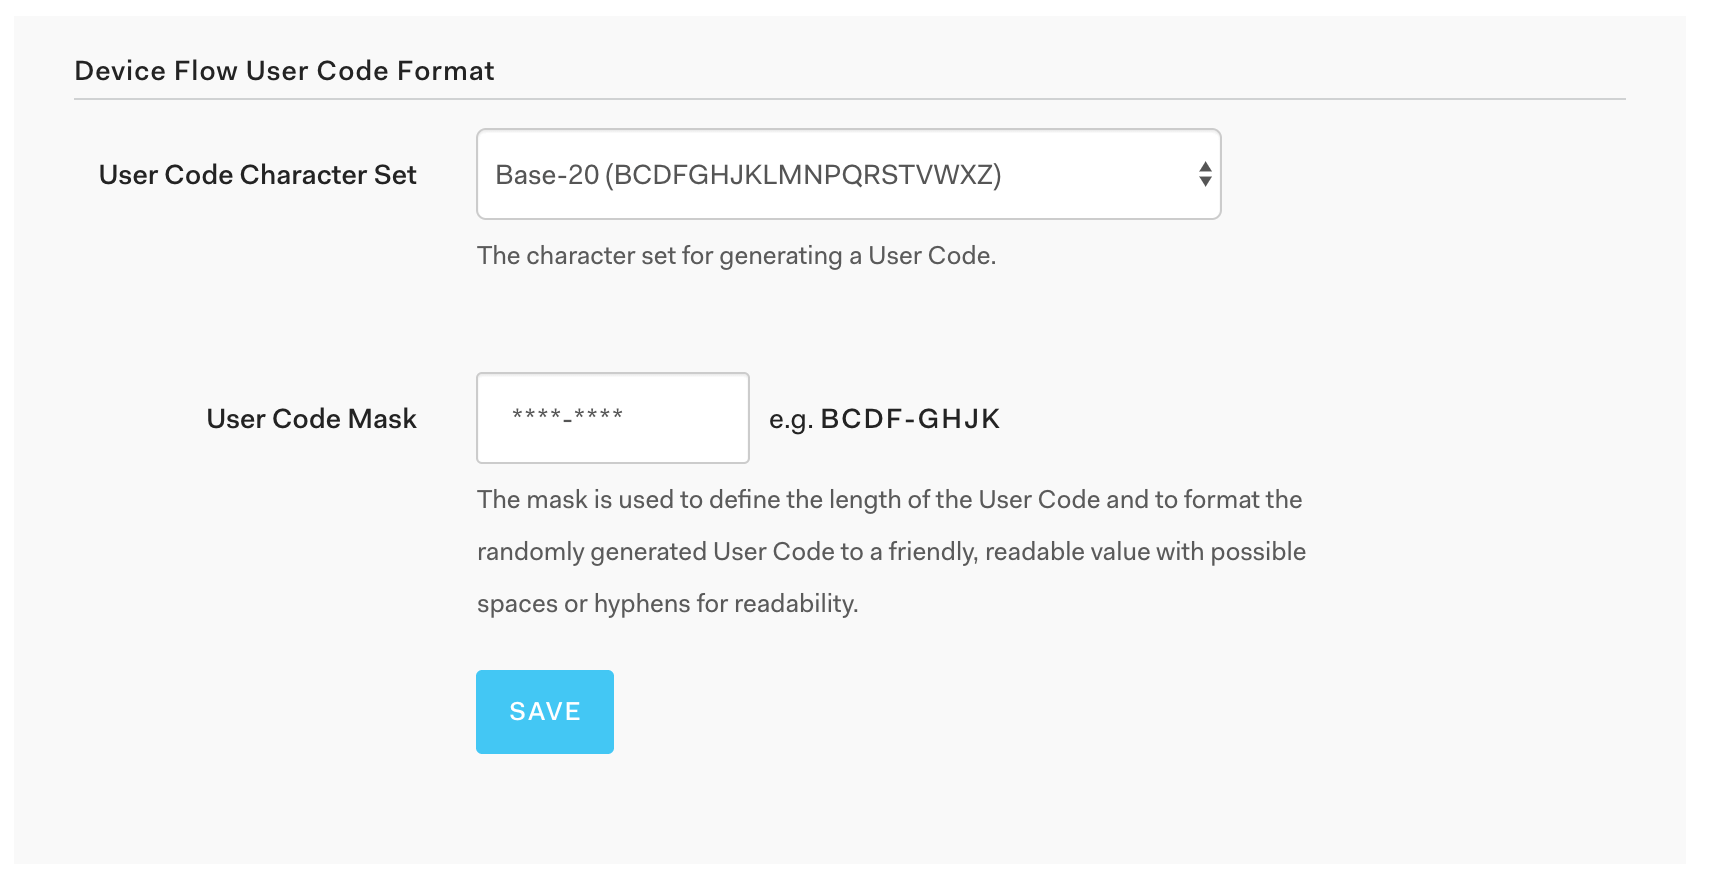 Device Flow User Code Format
User Code Character Set
Base-20 (BCDFGHJKLMNPQRSTVWXZ)
The character set for generating a User Code.
User Code Mask
****-****
e.g. BCDF-GHJK
The mask is used to define the length of the User Code and to format the
randomly generated User Code to a friendly, readable value with possible
spaces or hyphens for readability.
SAVE